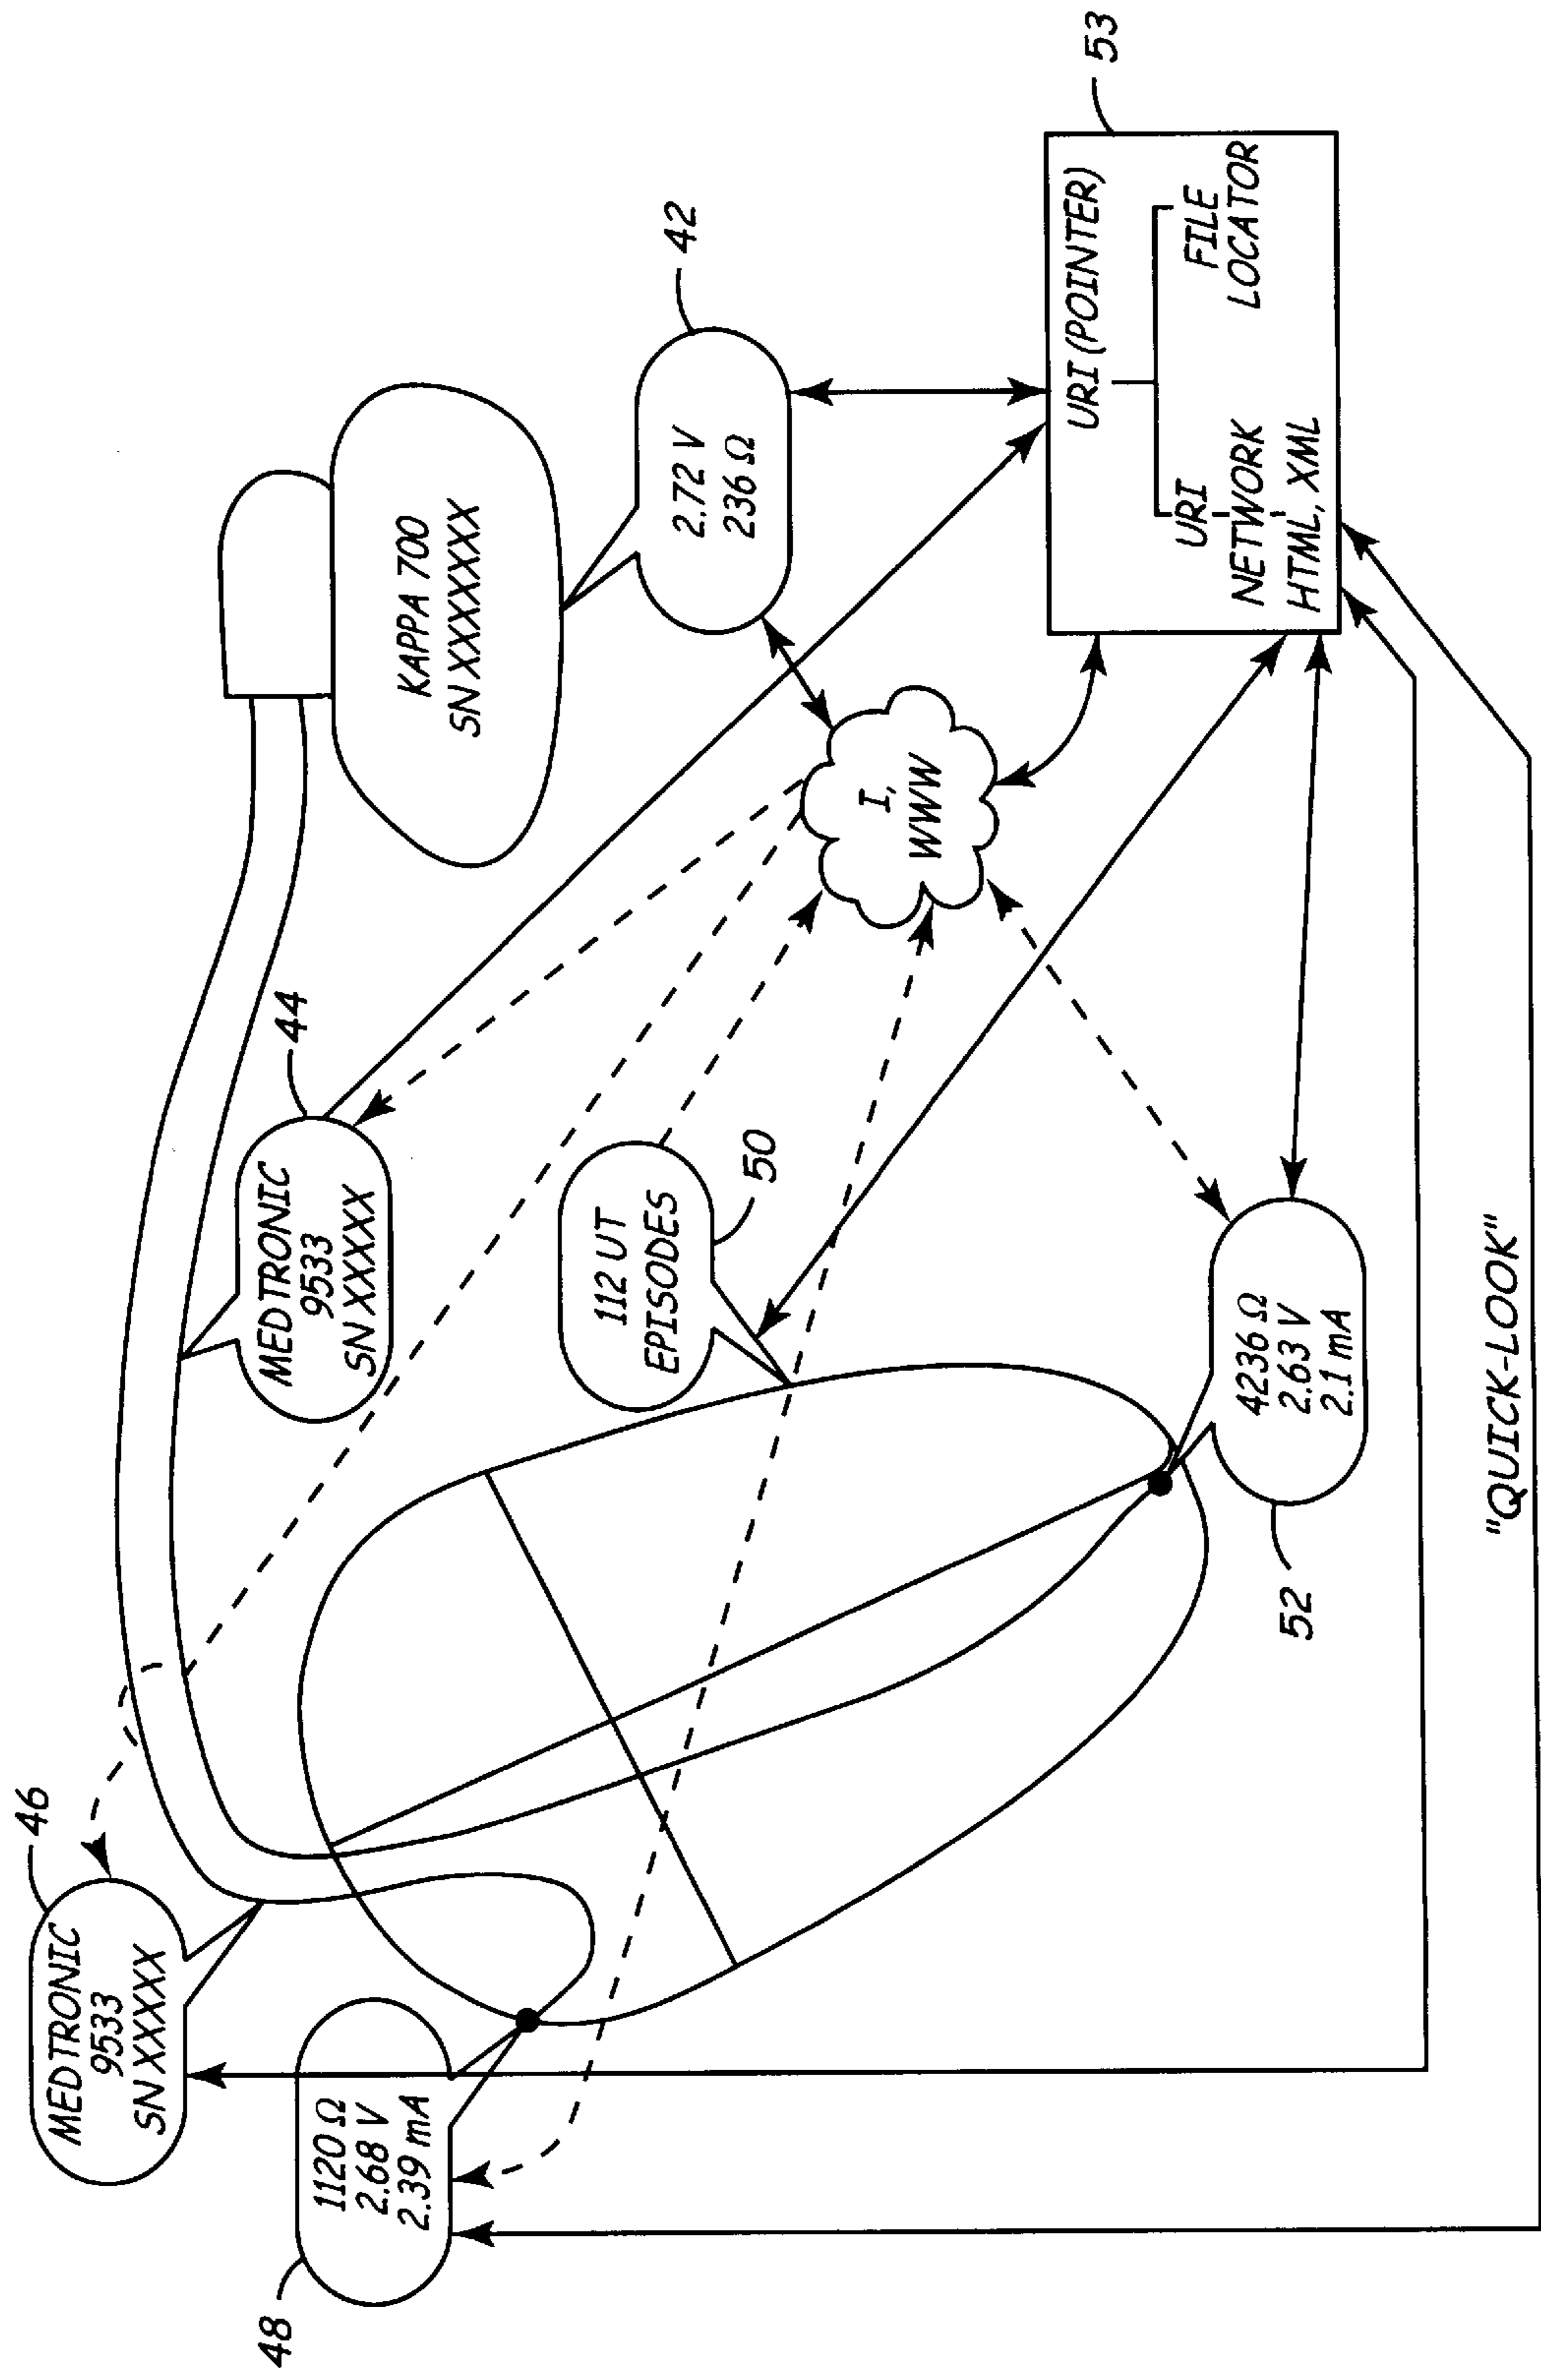 46
MEDTRONIC
9533
SN XXXXX
48
1120 Ω
2.68 V
2.39 mA
44
MEDTRONIC
9533
SN XXXXX
KAPPA 700
SN XXXXXXX
112 UT
EPISODES
50
2.72 V
236 Ω
42
I,
WWW
52
4236 Ω
2.63 V
2.1 mA
53
URI (POINTER)
URI
NETWORK
HTML, XML
FILE
LOCATOR
"QUICK-LOOK"